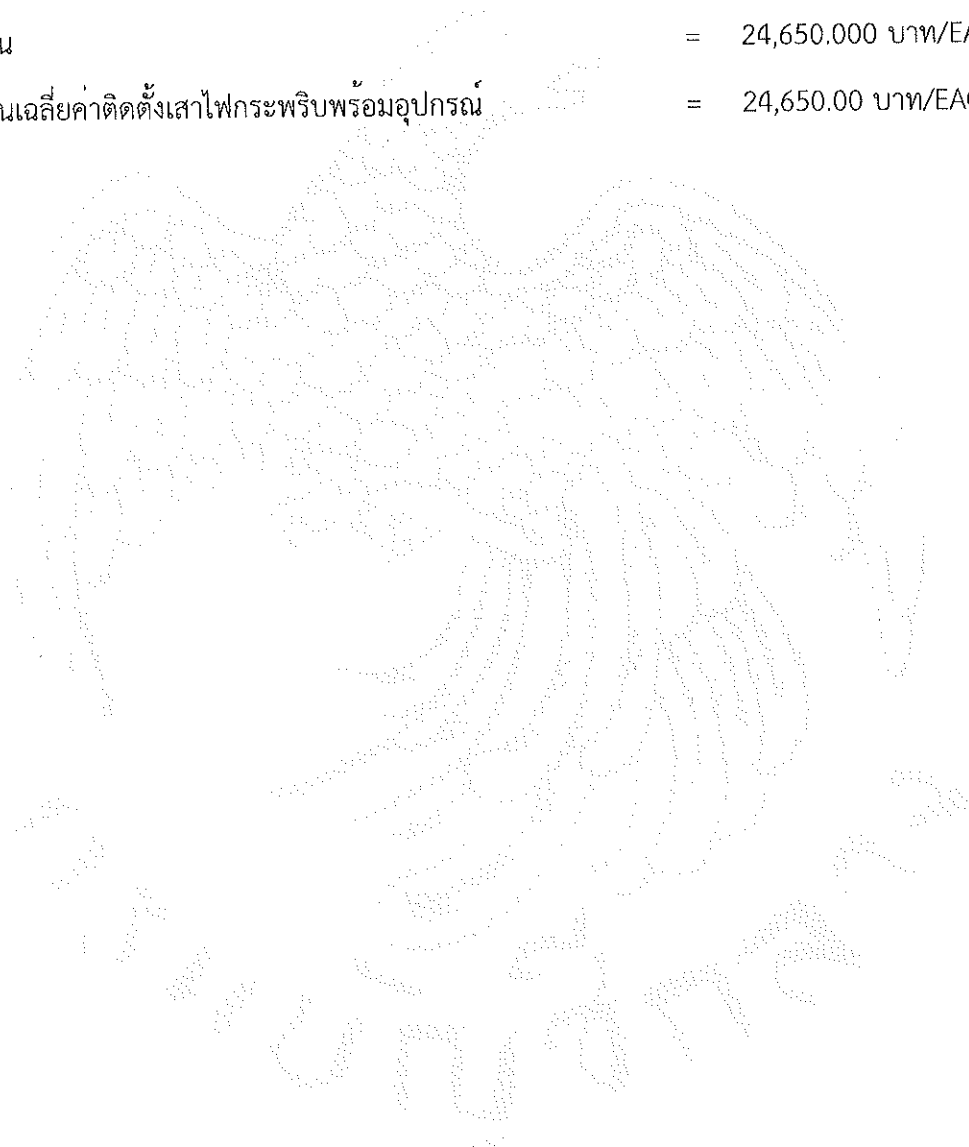 น = 24,650.000 บาท/EA
นเฉลี่ยค่าติดตั้งเสาไฟกระพริบพร้อมอุปกรณ์ = 24,650.00 บาท/EA